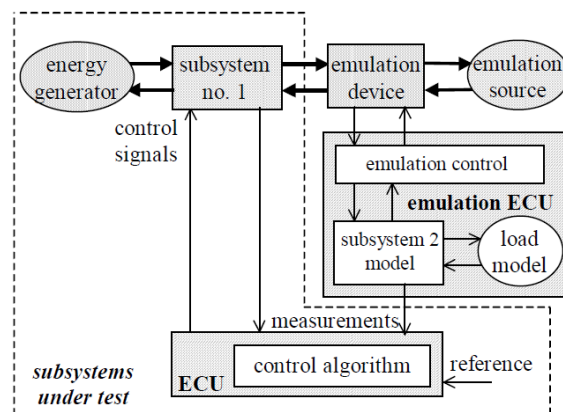 energy
generator
subsystem
no. 1
emulation
device
emulation
source
control
signals
emulation control
emulation ECU
subsystem 2
model
load
model
measurements
control algorithm
ECU
reference
subsystems
under test